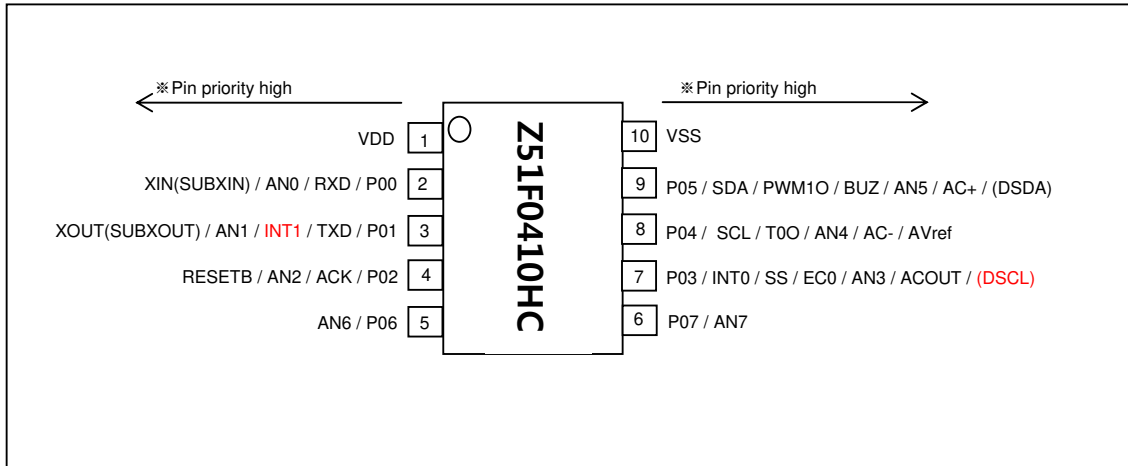 ※Pin priority high
※Pin priority high
Z51F0410HC
VDD 1
XIN(SUBXIN) / AN0 / RXD / P00 2
XOUT(SUBXOUT) / AN1 / INT1 / TXD / P01 3
RESETB / AN2 / ACK / P02 4
AN6 / P06 5
10 VSS
9 P05 / SDA / PWM1O / BUZ / AN5 / AC+ / (DSDA)
8 P04 / SCL / T0O / AN4 / AC- / AVref
7 P03 / INT0 / SS / EC0 / AN3 / ACOUT / (DSCL)
6 P07 / AN7